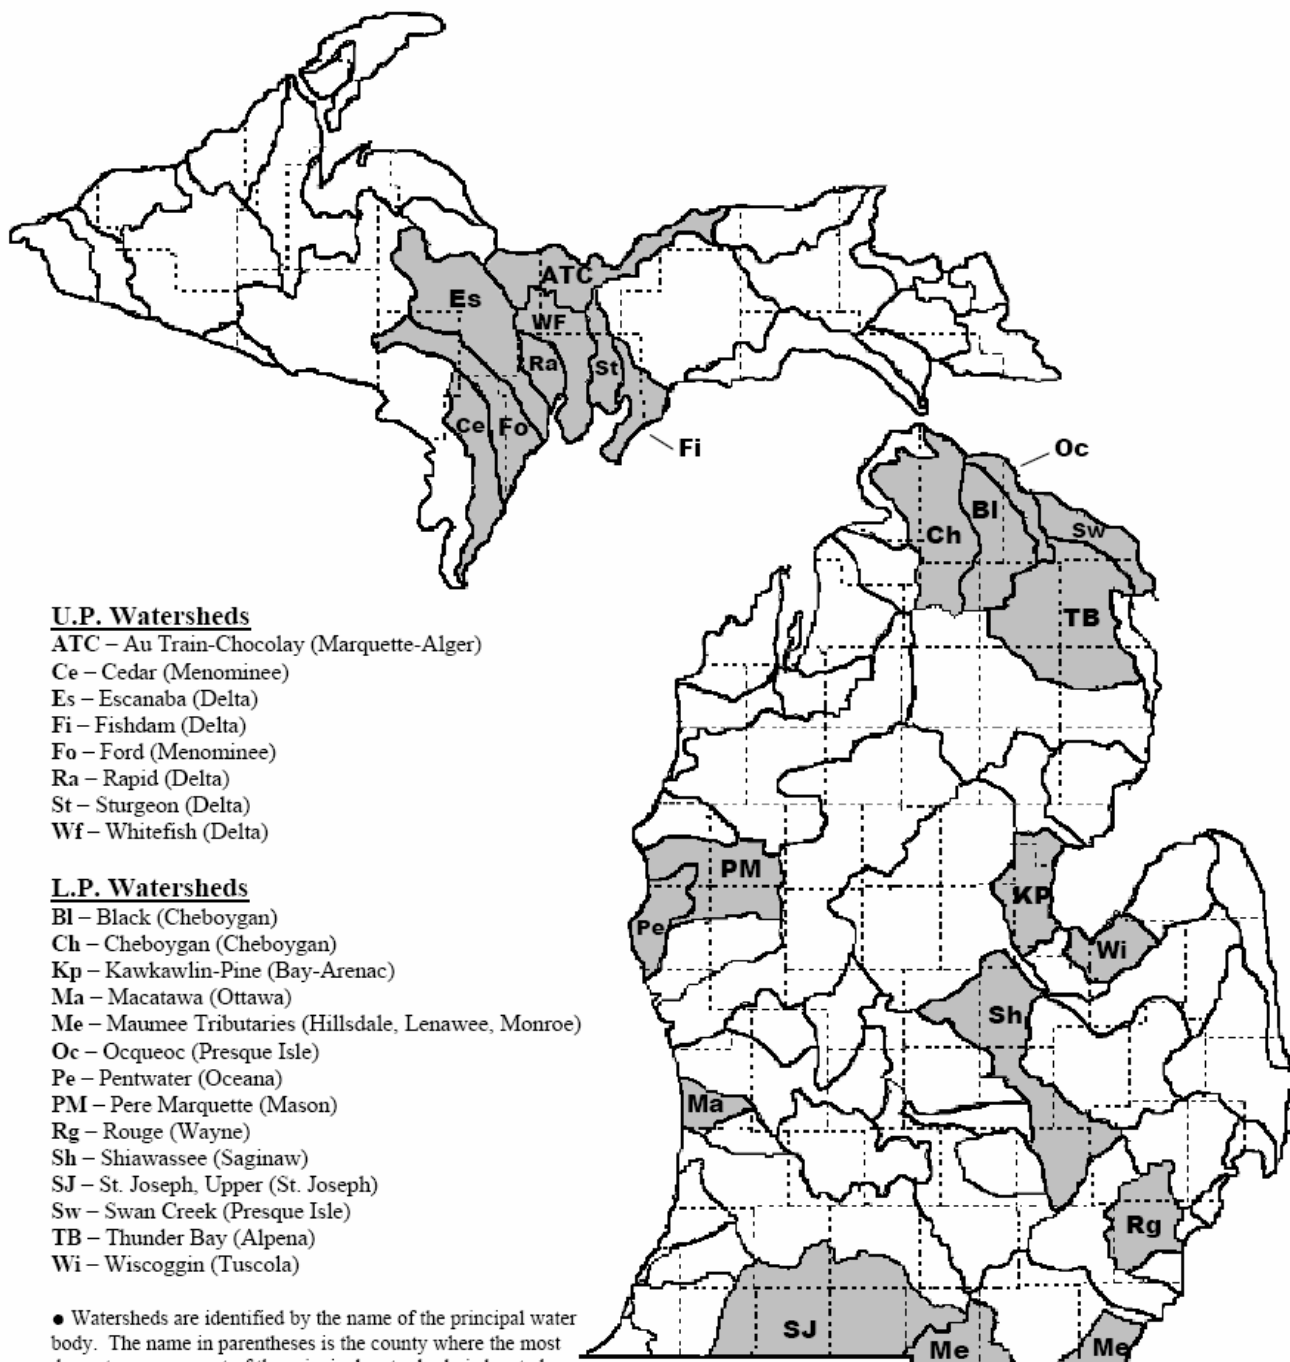 ATC
Es
WF
Ra
St
Ce
Fo
Fi
Oc
Bl
Ch
Sw
TB
U.P. Watersheds
ATC – Au Train-Chocolay (Marquette-Alger)
Ce – Cedar (Menominee)
Es – Escanaba (Delta)
Fi – Fishdam (Delta)
Fo – Ford (Menominee)
Ra – Rapid (Delta)
St – Sturgeon (Delta)
Wf – Whitefish (Delta)
PM
KP
Pe
Wi
Sh
Ma
Rg
SJ
Me
Me
L.P. Watersheds
Bl – Black (Cheboygan)
Ch – Cheboygan (Cheboygan)
Kp – Kawkawlin-Pine (Bay-Arenac)
Ma – Macatawa (Ottawa)
Me – Maumee Tributaries (Hillsdale, Lenawee, Monroe)
Oc – Ocqueoc (Presque Isle)
Pe – Pentwater (Oceana)
PM – Pere Marquette (Mason)
Rg – Rouge (Wayne)
Sh – Shiawassee (Saginaw)
SJ – St. Joseph, Upper (St. Joseph)
Sw – Swan Creek (Presque Isle)
TB – Thunder Bay (Alpena)
Wi – Wiscoggin (Tuscola)
● Watersheds are identified by the name of the principal water
body. The name in parentheses is the county where the most